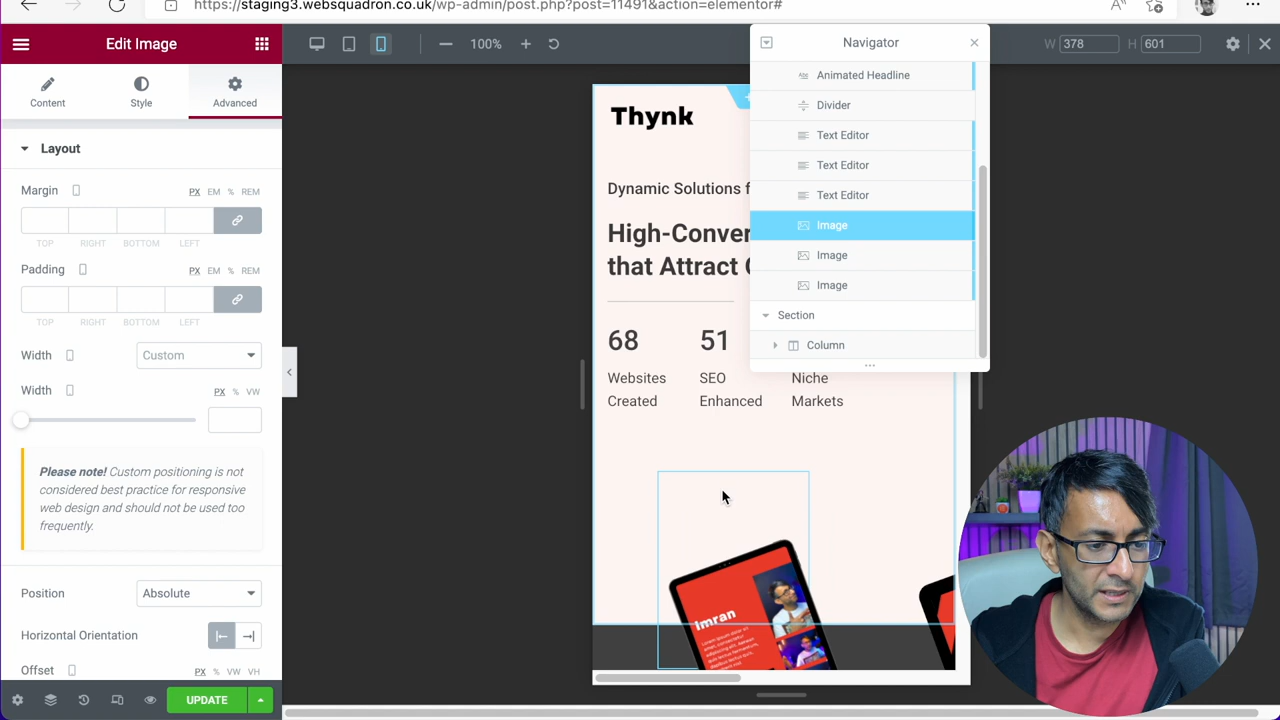 https://staging3.websquadron.co.uk/wp-admin/post.php?post=11491&action=elementor#
Edit Image
100%
Navigator
W 378 H 601
Content
Style
Advanced
Animated Headline
Divider
Text Editor
Text Editor
Text Editor
Image
Image
Image
Section
Column
Layout
Margin
PX EM % REM
TOP RIGHT BOTTOM LEFT
Padding
PX EM % REM
TOP RIGHT BOTTOM LEFT
Width
Custom
Width
PX % VW
Please note! Custom positioning is not
considered best practice for responsive
web design and should not be used too
frequently.
Position
Absolute
Horizontal Orientation
Offset
PX % VW VH
UPDATE
Thynk
Dynamic Solutions f
High-Conver
that Attract
68 51
Websites
Created
SEO
Enhanced
Niche
Markets
Imran